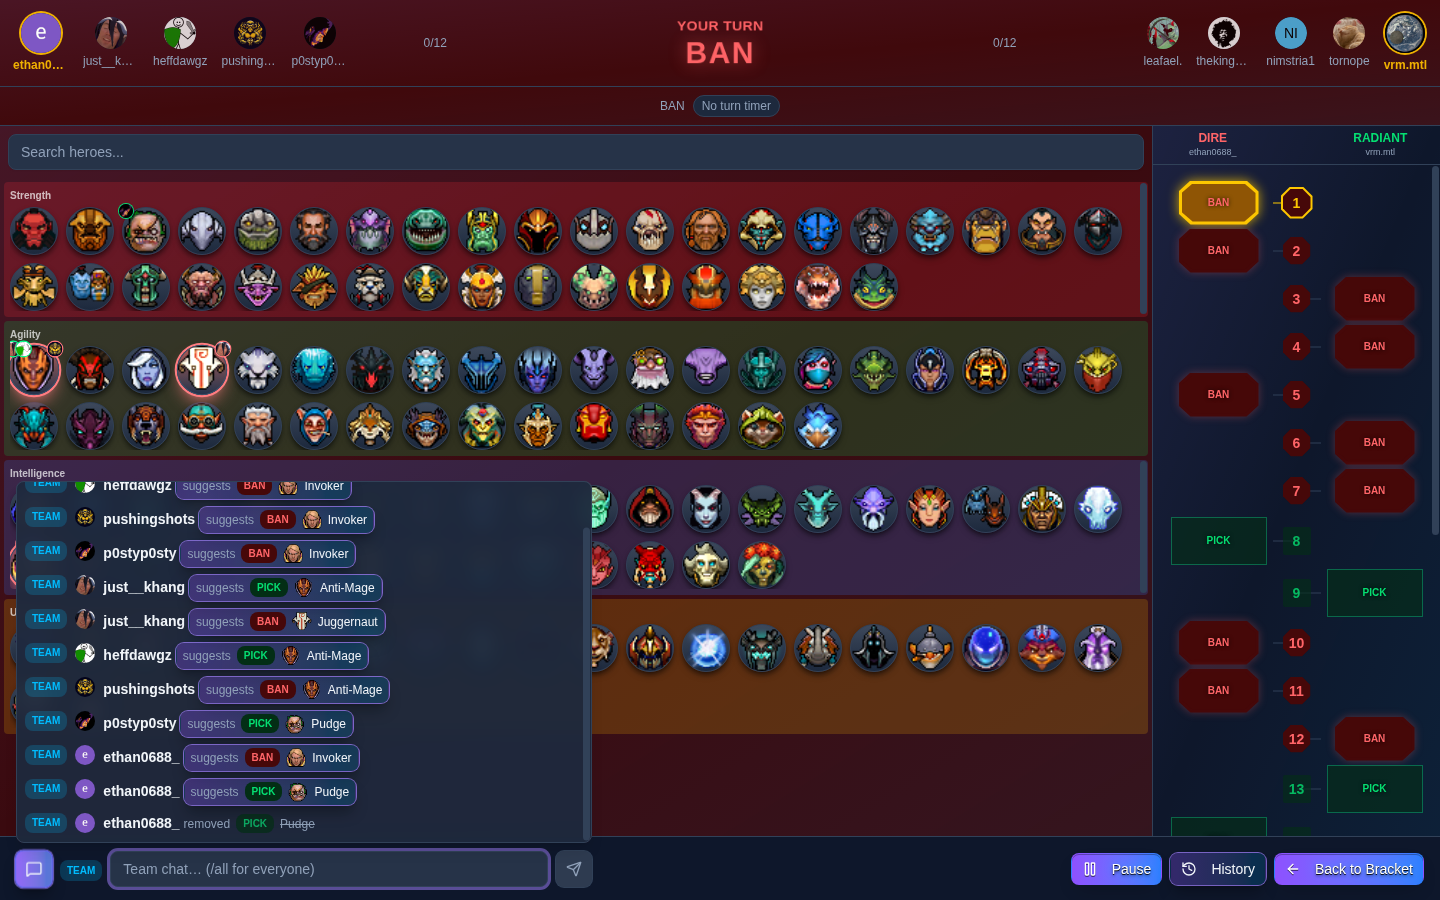 e
ethan0...
just__k...
heffdawgz
pushing...
p0styp0...
0/12
YOUR TURN
BAN
0/12
leafael.
theking...
NI
nimstria1
tornope
vrm.mtl
BAN No turn timer
Search heroes...
DIRE
ethan0688_
RADIANT
vrm.mtl
Strength
Agility
Intelligence
U
TEAM heffdawgz suggests BAN Invoker
TEAM pushingshots suggests BAN Invoker
TEAM p0styp0sty suggests BAN Invoker
TEAM just__khang suggests PICK Anti-Mage
TEAM just__khang suggests BAN Juggernaut
TEAM heffdawgz suggests PICK Anti-Mage
TEAM pushingshots suggests BAN Anti-Mage
TEAM p0styp0sty suggests PICK Pudge
TEAM e ethan0688_ suggests BAN Invoker
TEAM e ethan0688_ suggests PICK Pudge
TEAM e ethan0688_ removed PICK Pudge
BAN 1
BAN 2
3 BAN
4 BAN
BAN 5
6 BAN
7 BAN
PICK 8
9 PICK
BAN 10
BAN 11
12 BAN
13 PICK
TEAM
Team chat… (/all for everyone)
Pause
History
Back to Bracket